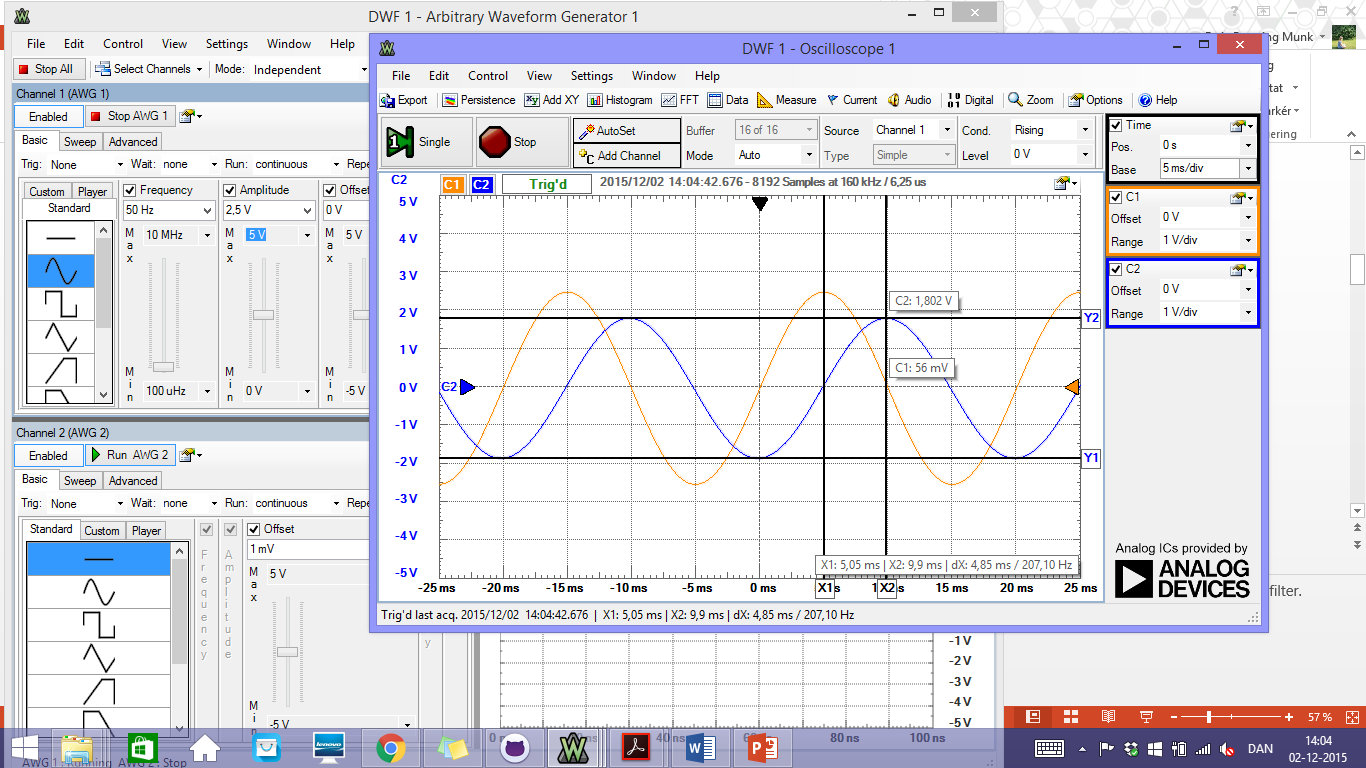 DWF 1 - Arbitrary Waveform Generator 1
File Edit Control View Settings Window Help
Stop All Select Channels Mode: Independent
Channel 1 (AWG 1)
Enabled Stop AWG 1
Basic Sweep Advanced
Trig: None Wait: none Run: continuous Repe
Custom Player
Standard
Frequency Amplitude Offset
50 Hz 2,5 V 0 V
Max 10 MHz Max 5 V Max 5 V
Min 100 uHz Min 0 V Min -5 V
Channel 2 (AWG 2)
Enabled Run AWG 2
Basic Sweep Advanced
Trig: None Wait: none Run: continuous Repe
Standard Custom Player
Frequency
Amplitude
Offset
1 mV
Max 5 V
Min -5 V
AWG 1: Running AWG 2: Stop
DWF 1 - Oscilloscope 1
File Edit Control View Settings Window Help
Export Persistence Add XY Histogram FFT Data Measure Current Audio Digital Zoom Options Help
Single Stop
AutoSet
Add Channel
Buffer 16 of 16
Mode Auto
Source Channel 1
Type Simple
Cond. Rising
Level 0 V
Time
Pos. 0 s
Base 5 ms/div
C1
Offset 0 V
Range 1 V/div
C2
Offset 0 V
Range 1 V/div
C2 C1 C2 Trig'd 2015/12/02 14:04:42.676 - 8192 Samples at 160 kHz / 6,25 us
5 V
4 V
3 V
2 V
1 V
0 V
-1 V
-2 V
-3 V
-4 V
-5 V
C2
C2: 1,802 V
C1: 56 mV
Y2
Y1
X1: 5,05 ms | X2: 9,9 ms | dX: 4,85 ms / 207,10 Hz
-25 ms -20 ms -15 ms -10 ms -5 ms 0 ms X1 s X2 s 15 ms 20 ms 25 ms
Trig'd last acq. 2015/12/02 14:04:42.676 | X1: 5,05 ms | X2: 9,9 ms | dX: 4,85 ms / 207,10 Hz
Analog ICs provided by
ANALOG
DEVICES
Munk
tat
rkér
ering
filter.
-1 V
-2 V
-3 V
-4 V
-5 V
80 ms 100 ms
57 %
lenovo
DAN
14:04
02-12-2015